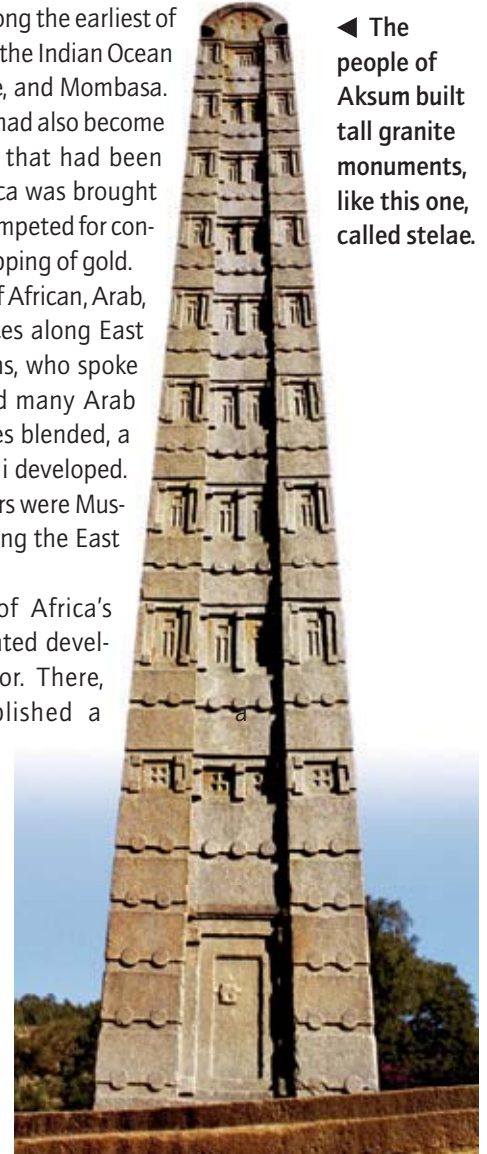 ong the earliest of
the Indian Ocean
e, and Mombasa.
had also become
that had been
ca was brought
mpeted for con-
pping of gold.
f African, Arab,
es along East
ns, who spoke
d many Arab
es blended, a
i developed.
rs were Mus-
ng the East
of Africa's
ted devel-
or. There,
blished a a
◀ The
people of
Aksum built
tall granite
monuments,
like this one,
called stelae.